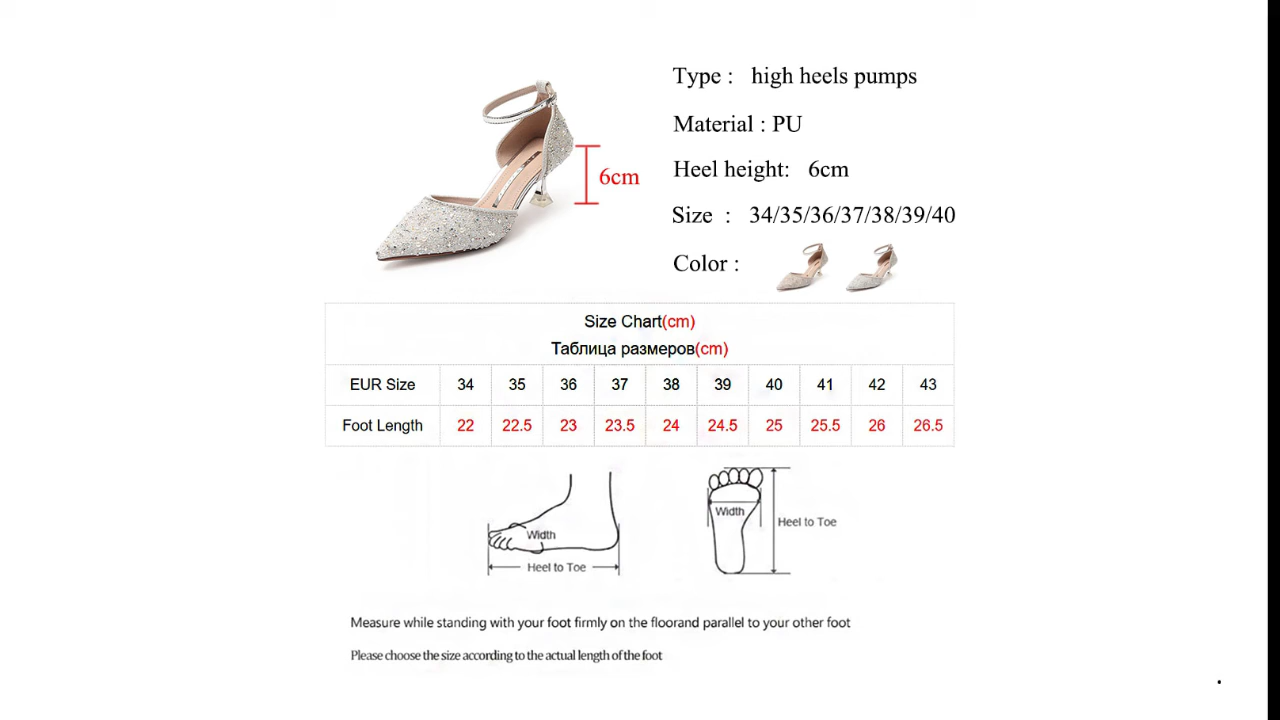 Type : high heels pumps
Material : PU
6cm
Heel height: 6cm
Size : 34/35/36/37/38/39/40
Color :
Size Chart(cm)
Таблица размеров(cm)
EUR Size 34 35 36 37 38 39 40 41 42 43
Foot Length 22 22.5 23 23.5 24 24.5 25 25.5 26 26.5
Width
Heel to Toe
Width
Heel to Toe
Measure while standing with your foot firmly on the floorand parallel to your other foot
Please choose the size according to the actual length of the foot